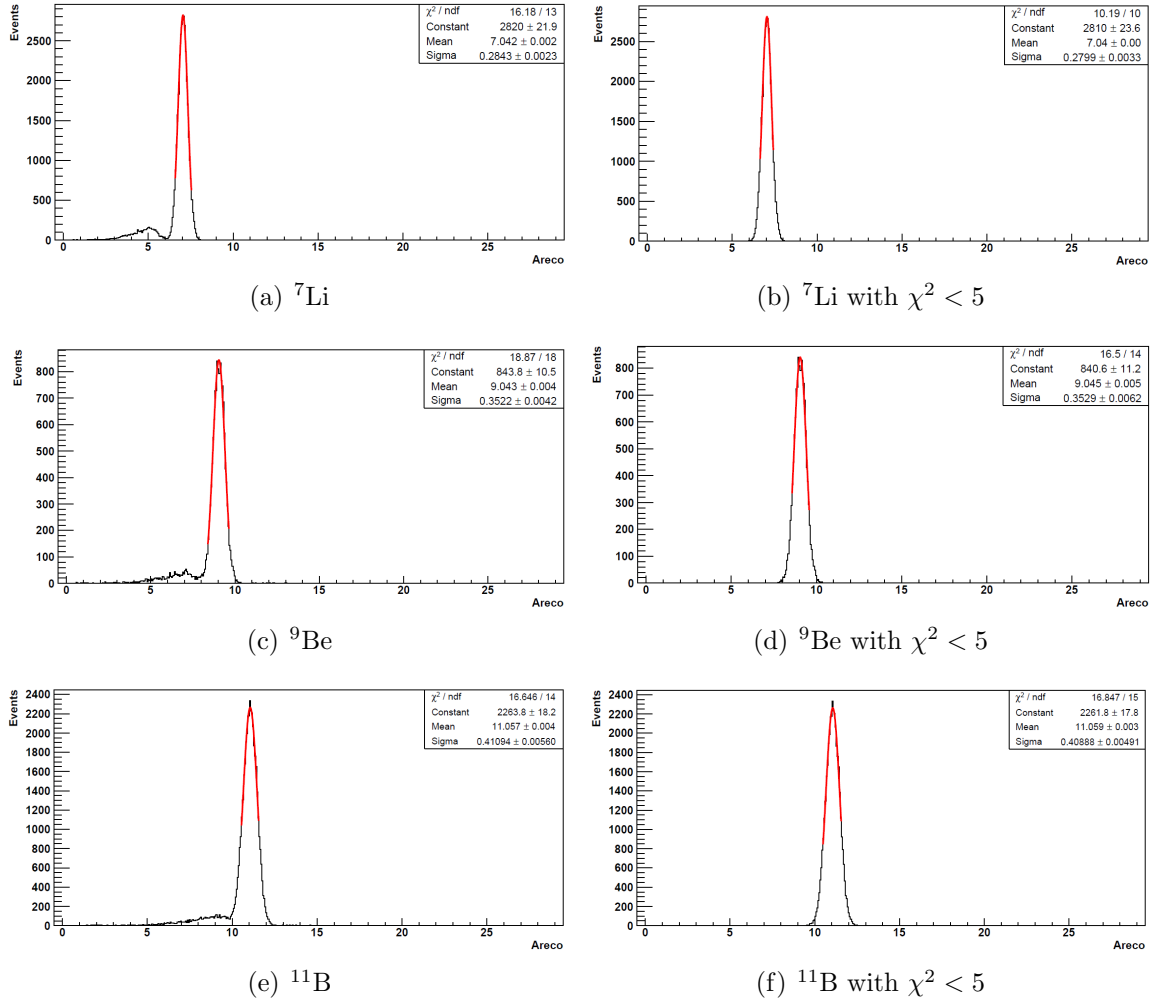 Events
χ² / ndf 16.18 / 13
Constant 2820 ± 21.9
Mean 7.042 ± 0.002
Sigma 0.2843 ± 0.0023
2500
2000
1500
1000
500
0
0 5 10 15 20 25
Areco
(a) ⁷Li
Events
χ² / ndf 10.19 / 10
Constant 2810 ± 23.6
Mean 7.04 ± 0.00
Sigma 0.2799 ± 0.0033
2500
2000
1500
1000
500
0
0 5 10 15 20 25
Areco
(b) ⁷Li with χ² < 5
Events
χ² / ndf 18.87 / 18
Constant 843.8 ± 10.5
Mean 9.043 ± 0.004
Sigma 0.3522 ± 0.0042
800
700
600
500
400
300
200
100
0
0 5 10 15 20 25
Areco
(c) ⁹Be
Events
χ² / ndf 16.5 / 14
Constant 840.6 ± 11.2
Mean 9.045 ± 0.005
Sigma 0.3529 ± 0.0062
800
700
600
500
400
300
200
100
0
0 5 10 15 20 25
Areco
(d) ⁹Be with χ² < 5
Events
χ² / ndf 16.646 / 14
Constant 2263.8 ± 18.2
Mean 11.057 ± 0.004
Sigma 0.41094 ± 0.00560
2400
2200
2000
1800
1600
1400
1200
1000
800
600
400
200
0
0 5 10 15 20 25
Areco
(e) ¹¹B
Events
χ² / ndf 16.847 / 15
Constant 2261.8 ± 17.8
Mean 11.059 ± 0.003
Sigma 0.40888 ± 0.00491
2400
2200
2000
1800
1600
1400
1200
1000
800
600
400
200
0
0 5 10 15 20 25
Areco
(f) ¹¹B with χ² < 5